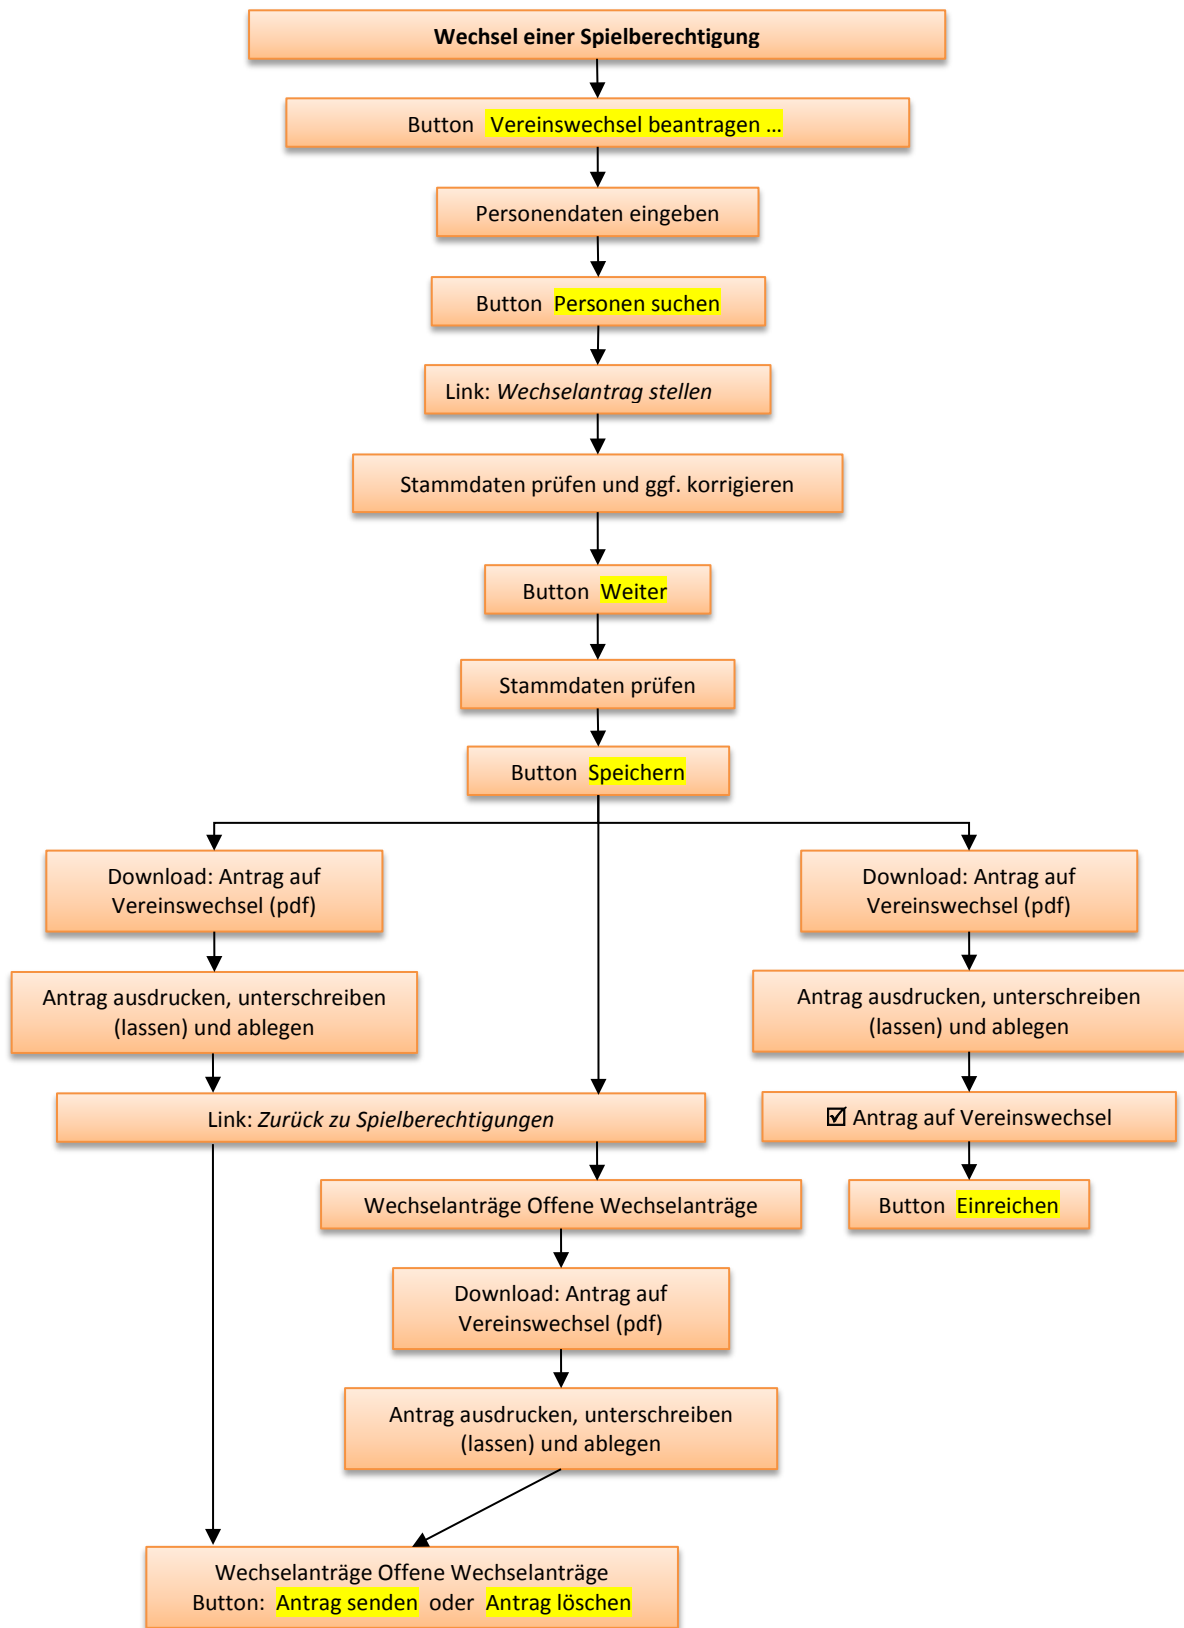 Wechsel einer Spielberechtigung
Button Vereinswechsel beantragen ...
Personendaten eingeben
Button Personen suchen
Link: Wechselantrag stellen
Stammdaten prüfen und ggf. korrigieren
Button Weiter
Stammdaten prüfen
Button Speichern
Download: Antrag auf
Vereinswechsel (pdf)
Antrag ausdrucken, unterschreiben
(lassen) und ablegen
Download: Antrag auf
Vereinswechsel (pdf)
Antrag ausdrucken, unterschreiben
(lassen) und ablegen
Link: Zurück zu Spielberechtigungen
☑ Antrag auf Vereinswechsel
Wechselanträge Offene Wechselanträge
Button Einreichen
Download: Antrag auf
Vereinswechsel (pdf)
Antrag ausdrucken, unterschreiben
(lassen) und ablegen
Wechselanträge Offene Wechselanträge
Button: Antrag senden oder Antrag löschen